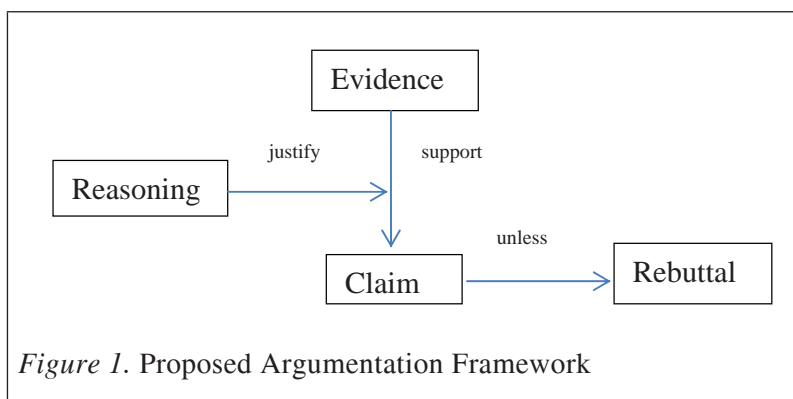 Evidence
justify
support
Reasoning
unless
Claim
Rebuttal
Figure 1. Proposed Argumentation Framework